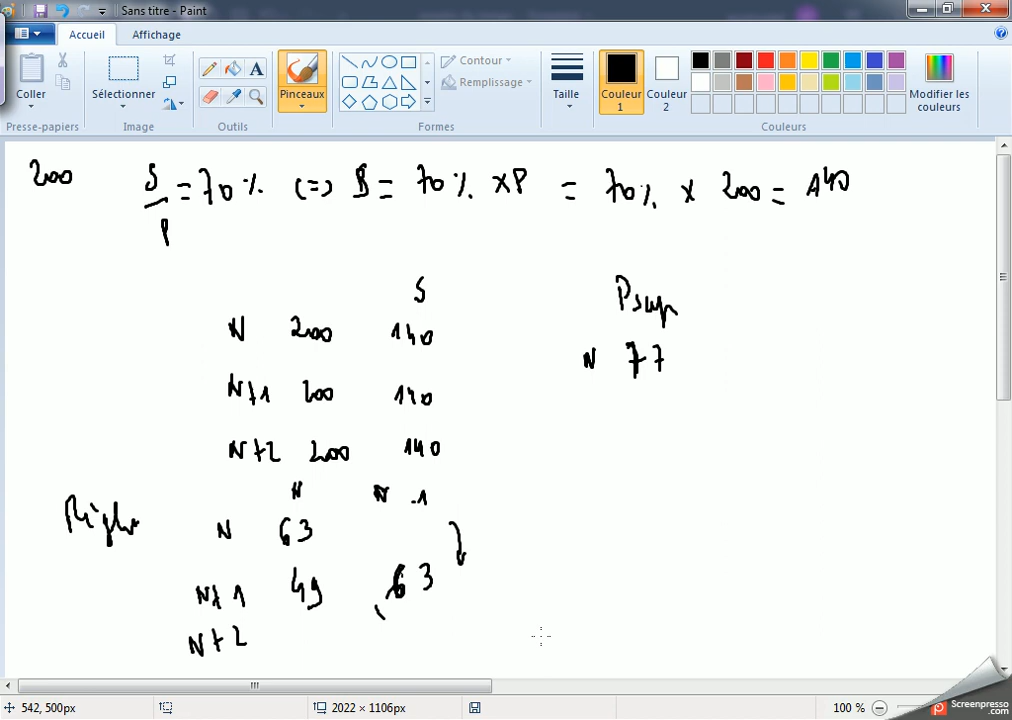 Sans titre - Paint
Accueil Affichage
Coller
Sélectionner
Pinceaux
Contour
Remplissage
Taille
Couleur 1
Couleur 2
Modifier les couleurs
Presse-papiers Image Outils Formes Couleurs
200 S/P = 70% <=> S = 70% x P = 70% x 200 = 140
S Psup
N 200 140 N 77
N+1 200 140
N+2 200 140
N N-1
N 63
N+1 49 63
N+2
542, 500px 2022 × 1106px 100 %
Screenpresso.com